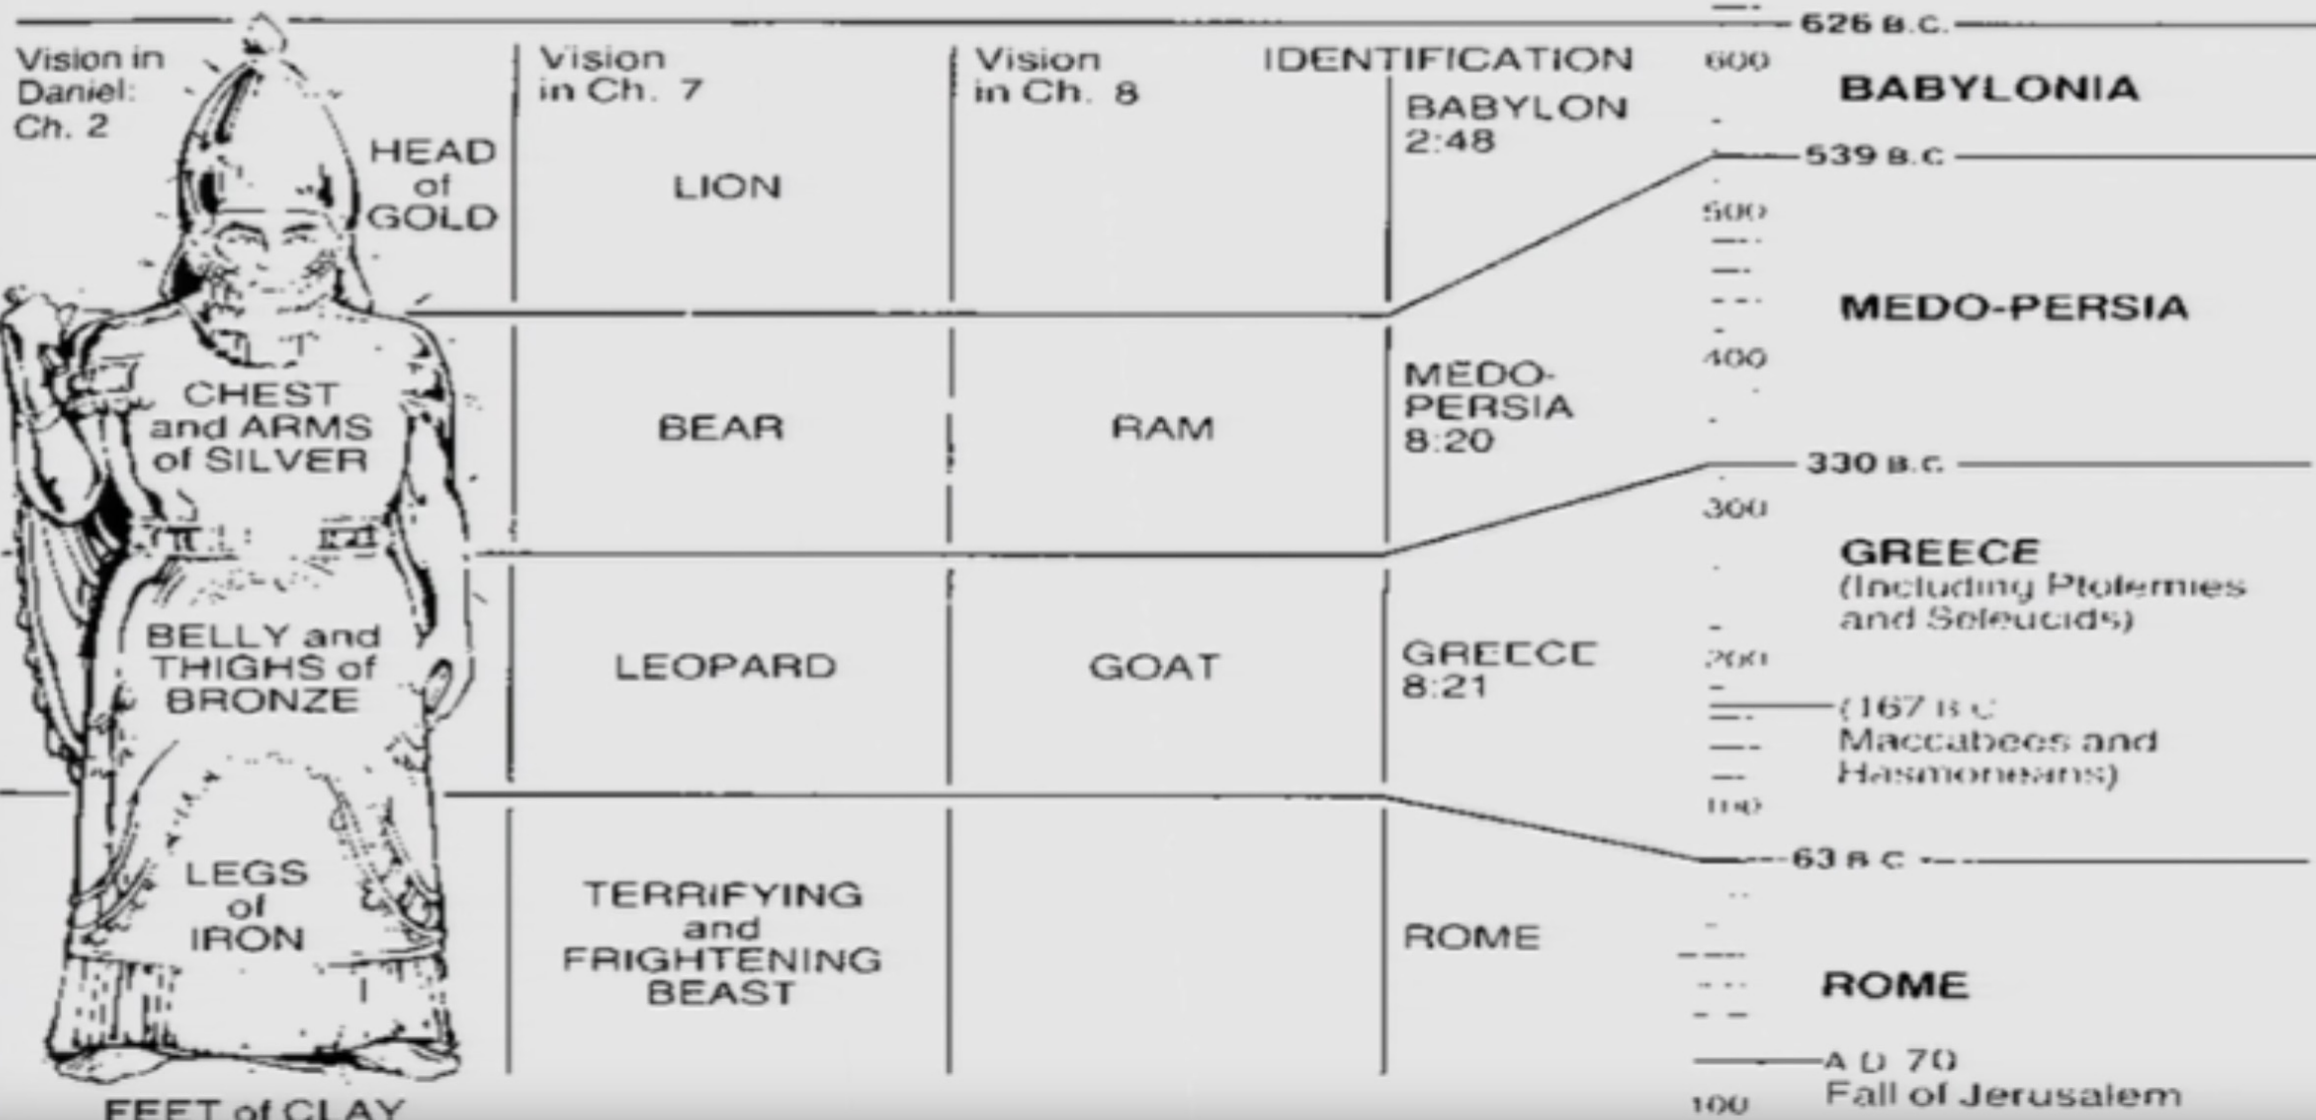 Vision in
Daniel:
Ch. 2
HEAD
of
GOLD
Vision
in Ch. 7
LION
Vision
in Ch. 8
IDENTIFICATION
BABYLON
2:48
626 B.C.
600
BABYLONIA
539 B.C
500
CHEST
and ARMS
of SILVER
BEAR
RAM
MEDO-
PERSIA
8:20
MEDO-PERSIA
400
330 B.C.
300
BELLY and
THIGHS of
BRONZE
LEOPARD
GOAT
GREECE
8:21
GREECE
(Including Ptolemies
and Seleucids)
200
(167 B C
Maccabees and
Hasmoneans)
100
63 B C
LEGS
of
IRON
TERRIFYING
and
FRIGHTENING
BEAST
ROME
ROME
A D 70
Fall of Jerusalem
100
FEET of CLAY